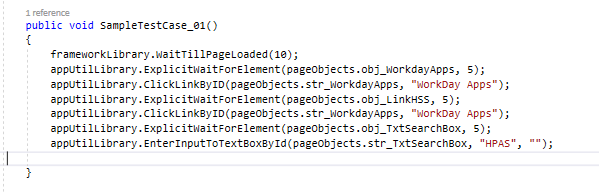 1 reference
public void SampleTestCase_01()
{
frameworkLibrary.WaitTillPageLoaded(10);
appUtilLibrary.ExplicitWaitForElement(pageObjects.obj_WorkdayApps, 5);
appUtilLibrary.ClickLinkByID(pageObjects.str_WorkdayApps, "WorkDay Apps");
appUtilLibrary.ExplicitWaitForElement(pageObjects.obj_LinkHSS, 5);
appUtilLibrary.ClickLinkByID(pageObjects.str_WorkdayApps, "WorkDay Apps");
appUtilLibrary.ExplicitWaitForElement(pageObjects.obj_TxtSearchBox, 5);
appUtilLibrary.EnterInputToTextBoxById(pageObjects.str_TxtSearchBox, "HPAS", "");
}